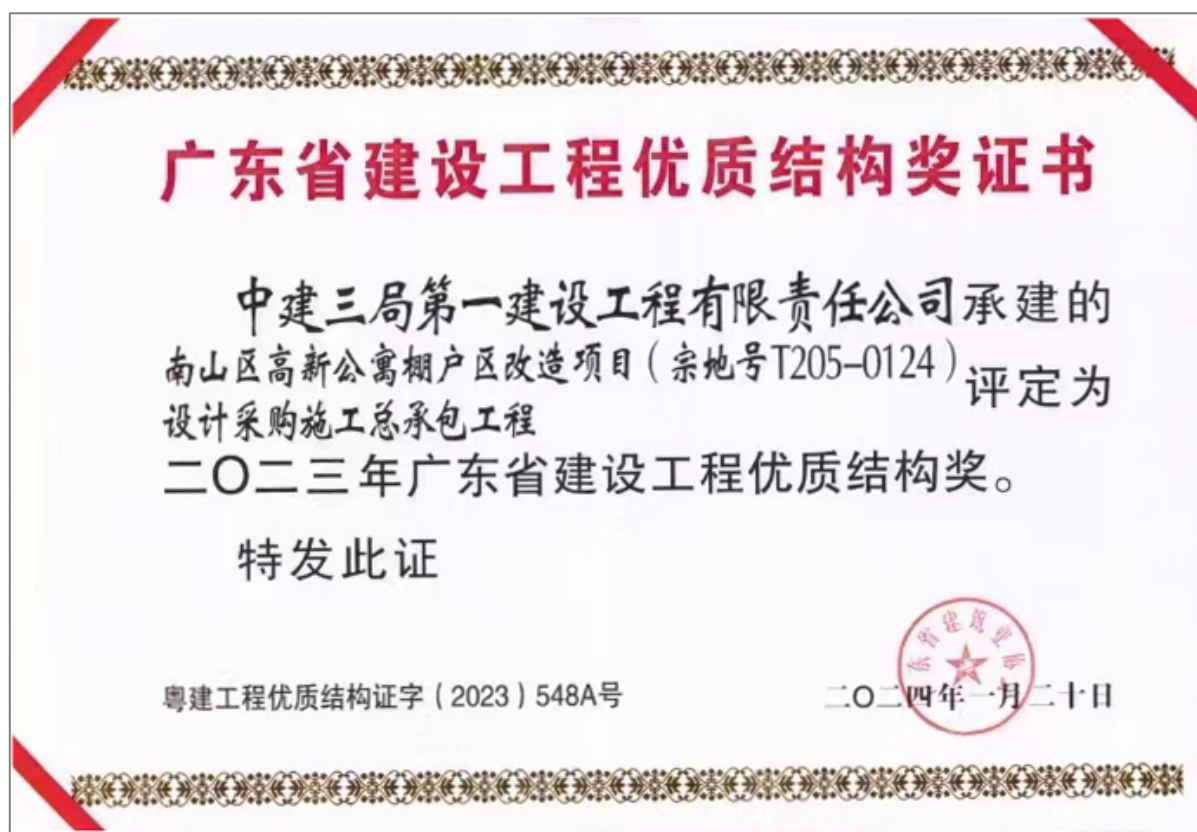 广东省建设工程优质结构奖证书
中建三局第一建设工程有限责任公司承建的
南山区高新公寓棚户区改造项目（宗地号T205-0124）
设计采购施工总承包工程
评定为
二〇二三年广东省建设工程优质结构奖。
特发此证
东省建筑业协
粤建工程优质结构证字（2023）548A号
二〇二四年一月二十日